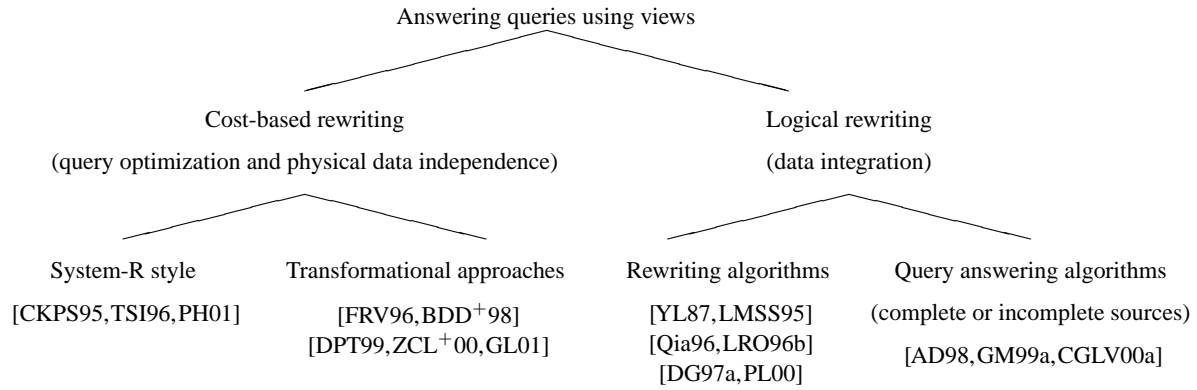 Answering queries using views
Cost-based rewriting
(query optimization and physical data independence)
Logical rewriting
(data integration)
System-R style
[CKPS95,TSI96,PH01]
Transformational approaches
[FRV96,BDD+98]
[DPT99,ZCL+00,GL01]
Rewriting algorithms
[YL87,LMSS95]
[Qia96,LRO96b]
[DG97a,PL00]
Query answering algorithms
(complete or incomplete sources)
[AD98,GM99a,CGLV00a]